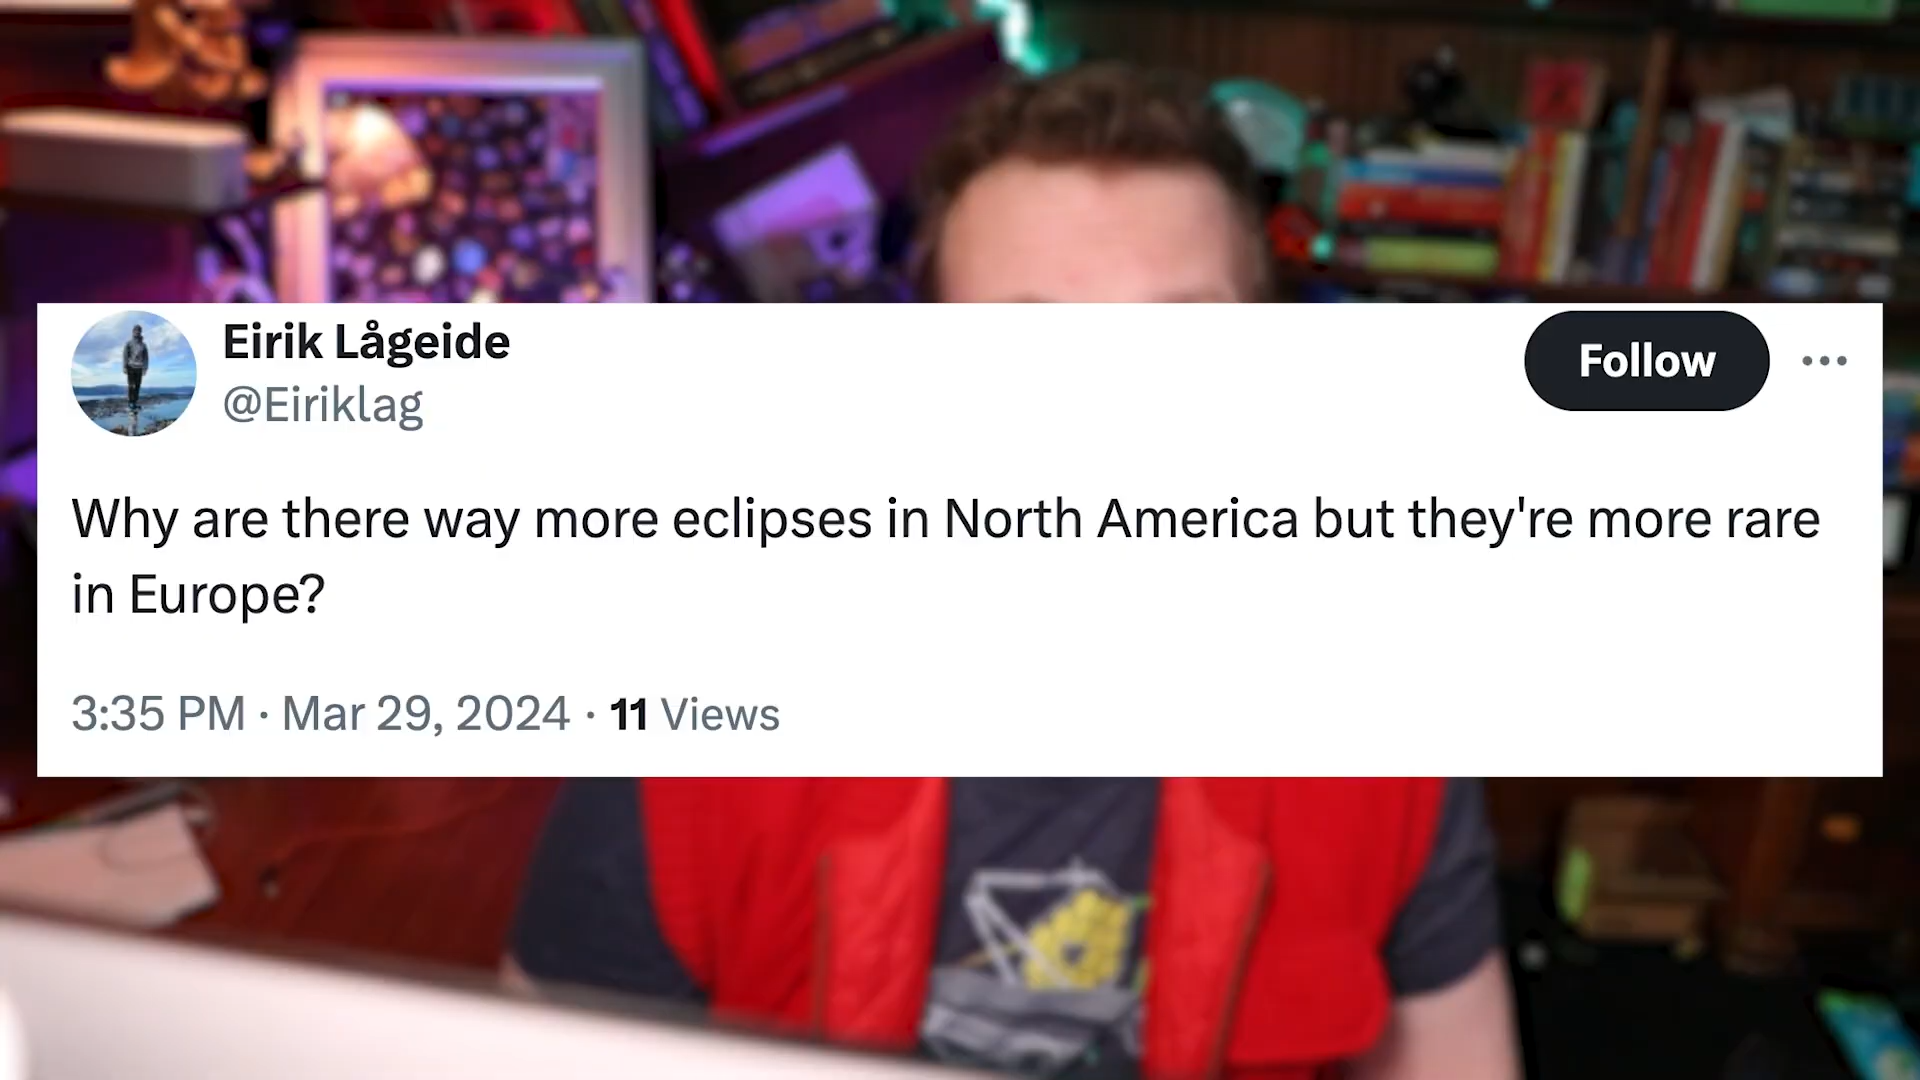 Eirik Lågeide
@Eiriklag
Follow
Why are there way more eclipses in North America but they're more rare
in Europe?
3:35 PM · Mar 29, 2024 · 11 Views